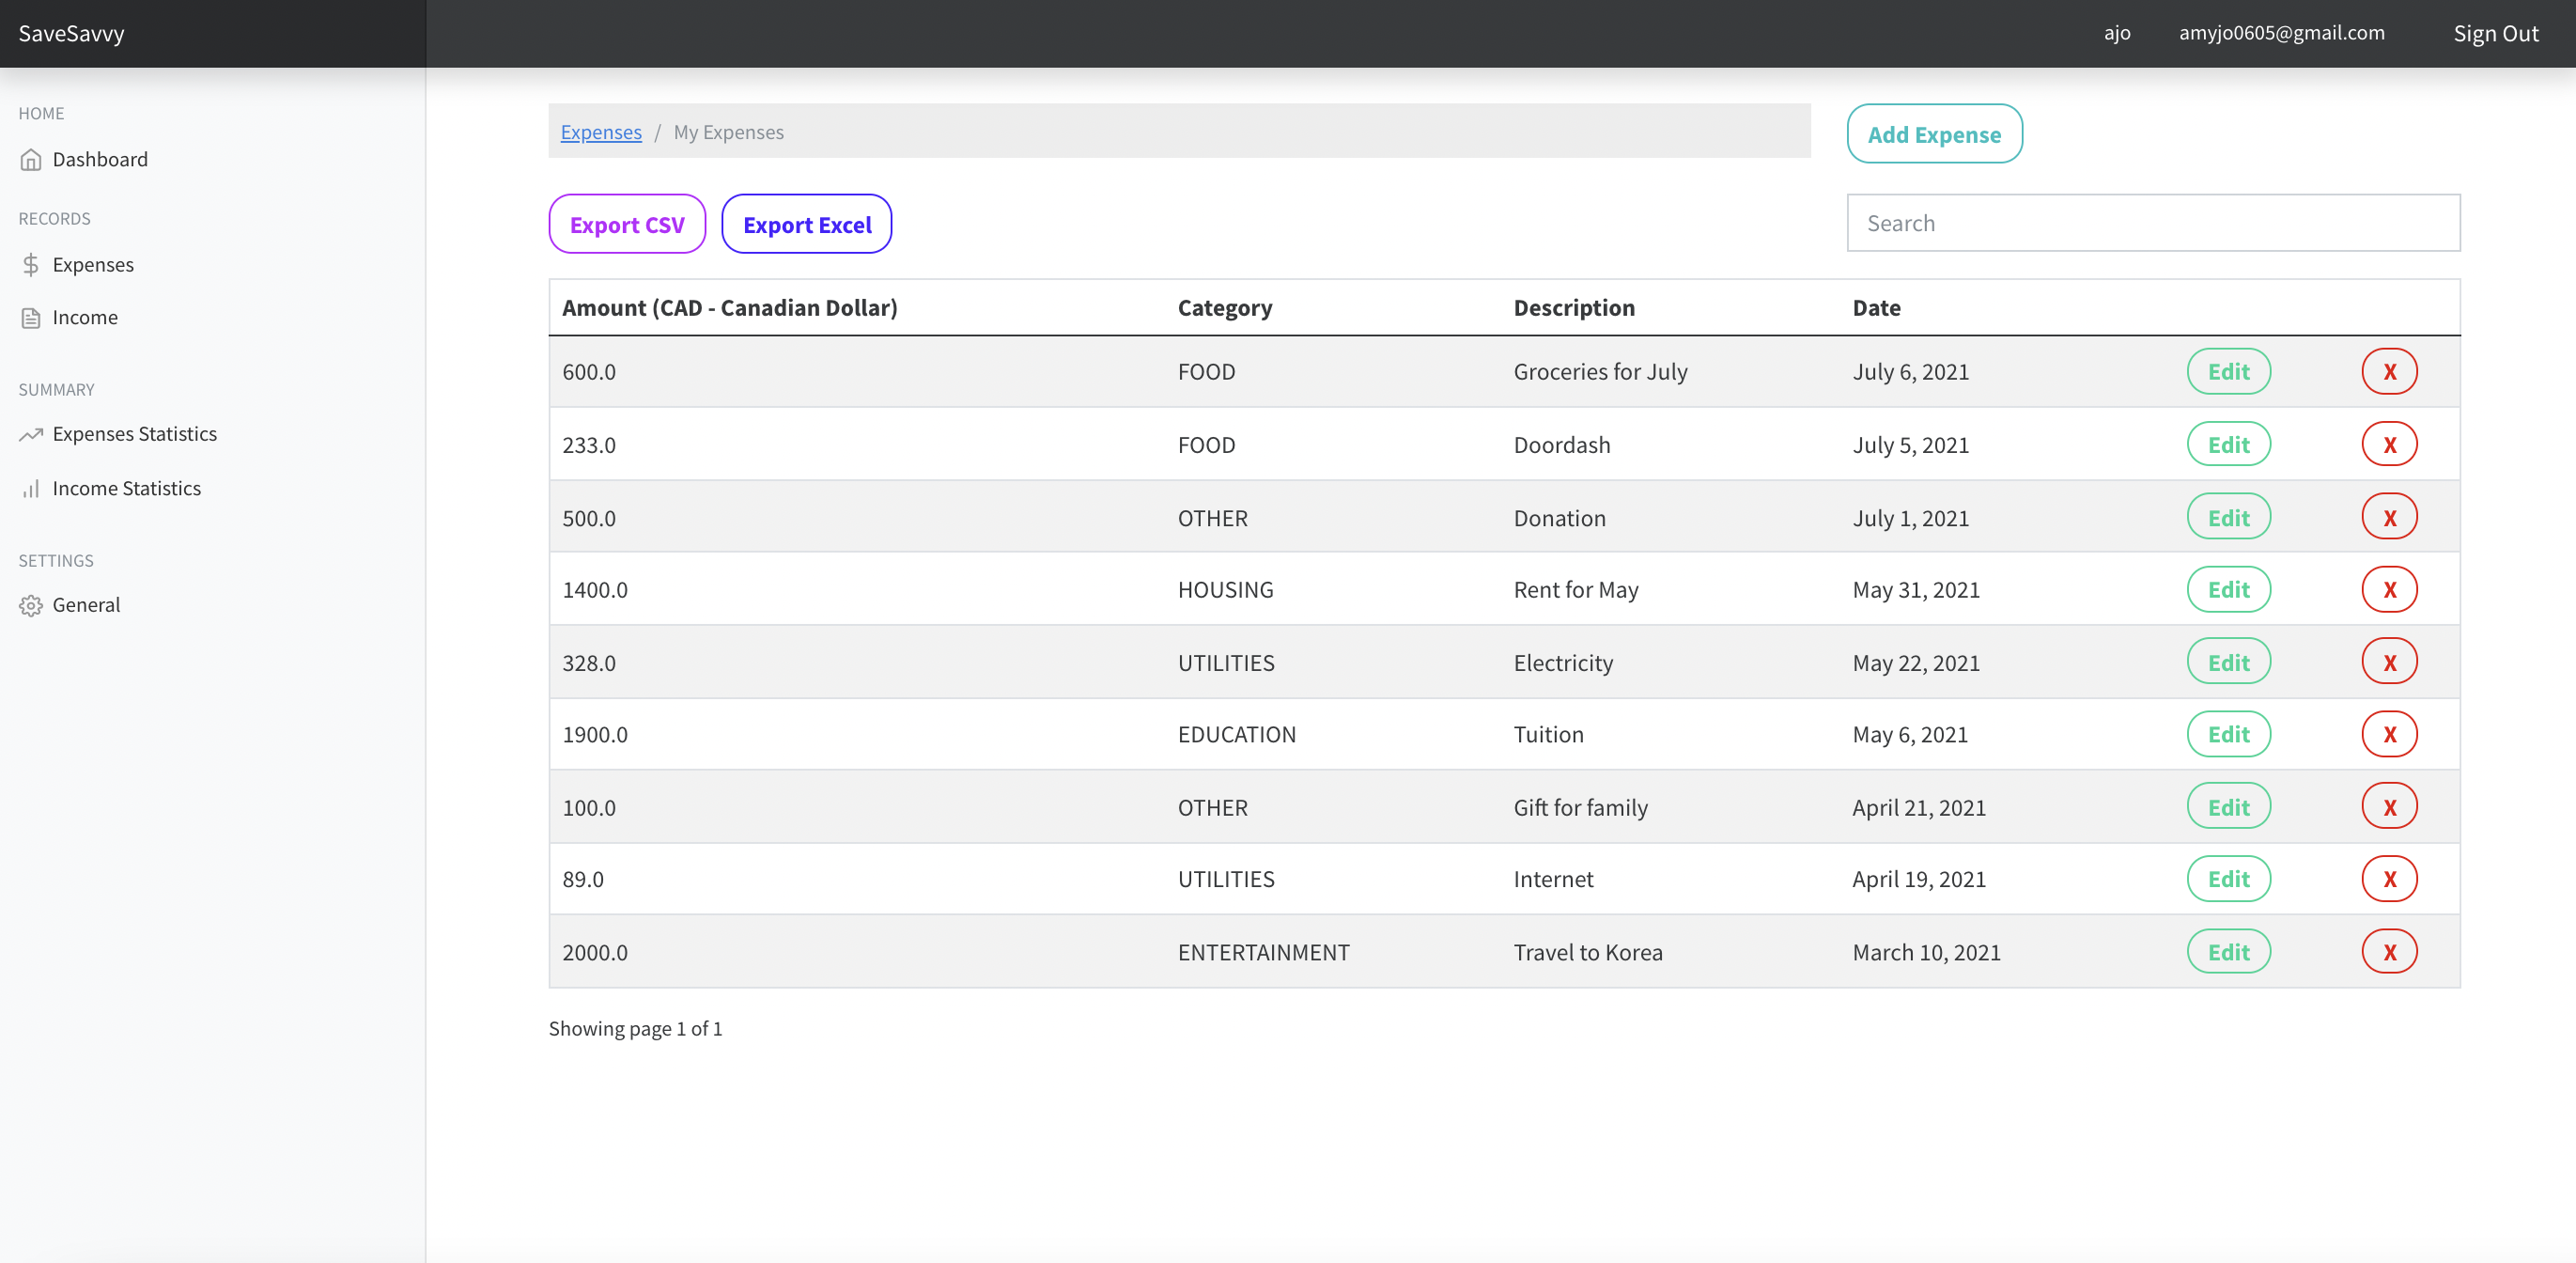 SaveSavvy
ajo amyjo0605@gmail.com Sign Out
HOME
Dashboard
RECORDS
Expenses
Income
SUMMARY
Expenses Statistics
Income Statistics
SETTINGS
General
Expenses / My Expenses
Add Expense
Export CSV Export Excel
Search
Amount (CAD - Canadian Dollar) Category Description Date
600.0 FOOD Groceries for July July 6, 2021 Edit X
233.0 FOOD Doordash July 5, 2021 Edit X
500.0 OTHER Donation July 1, 2021 Edit X
1400.0 HOUSING Rent for May May 31, 2021 Edit X
328.0 UTILITIES Electricity May 22, 2021 Edit X
1900.0 EDUCATION Tuition May 6, 2021 Edit X
100.0 OTHER Gift for family April 21, 2021 Edit X
89.0 UTILITIES Internet April 19, 2021 Edit X
2000.0 ENTERTAINMENT Travel to Korea March 10, 2021 Edit X
Showing page 1 of 1